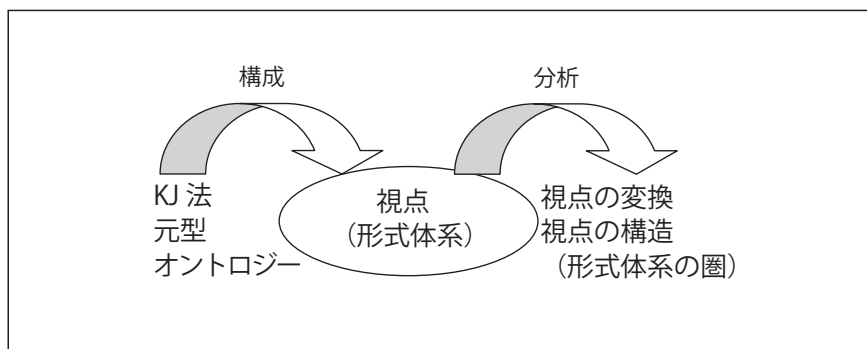 構成
分析
KJ 法
元型
オントロジー
視点
（形式体系）
視点の変換
視点の構造
（形式体系の圏）